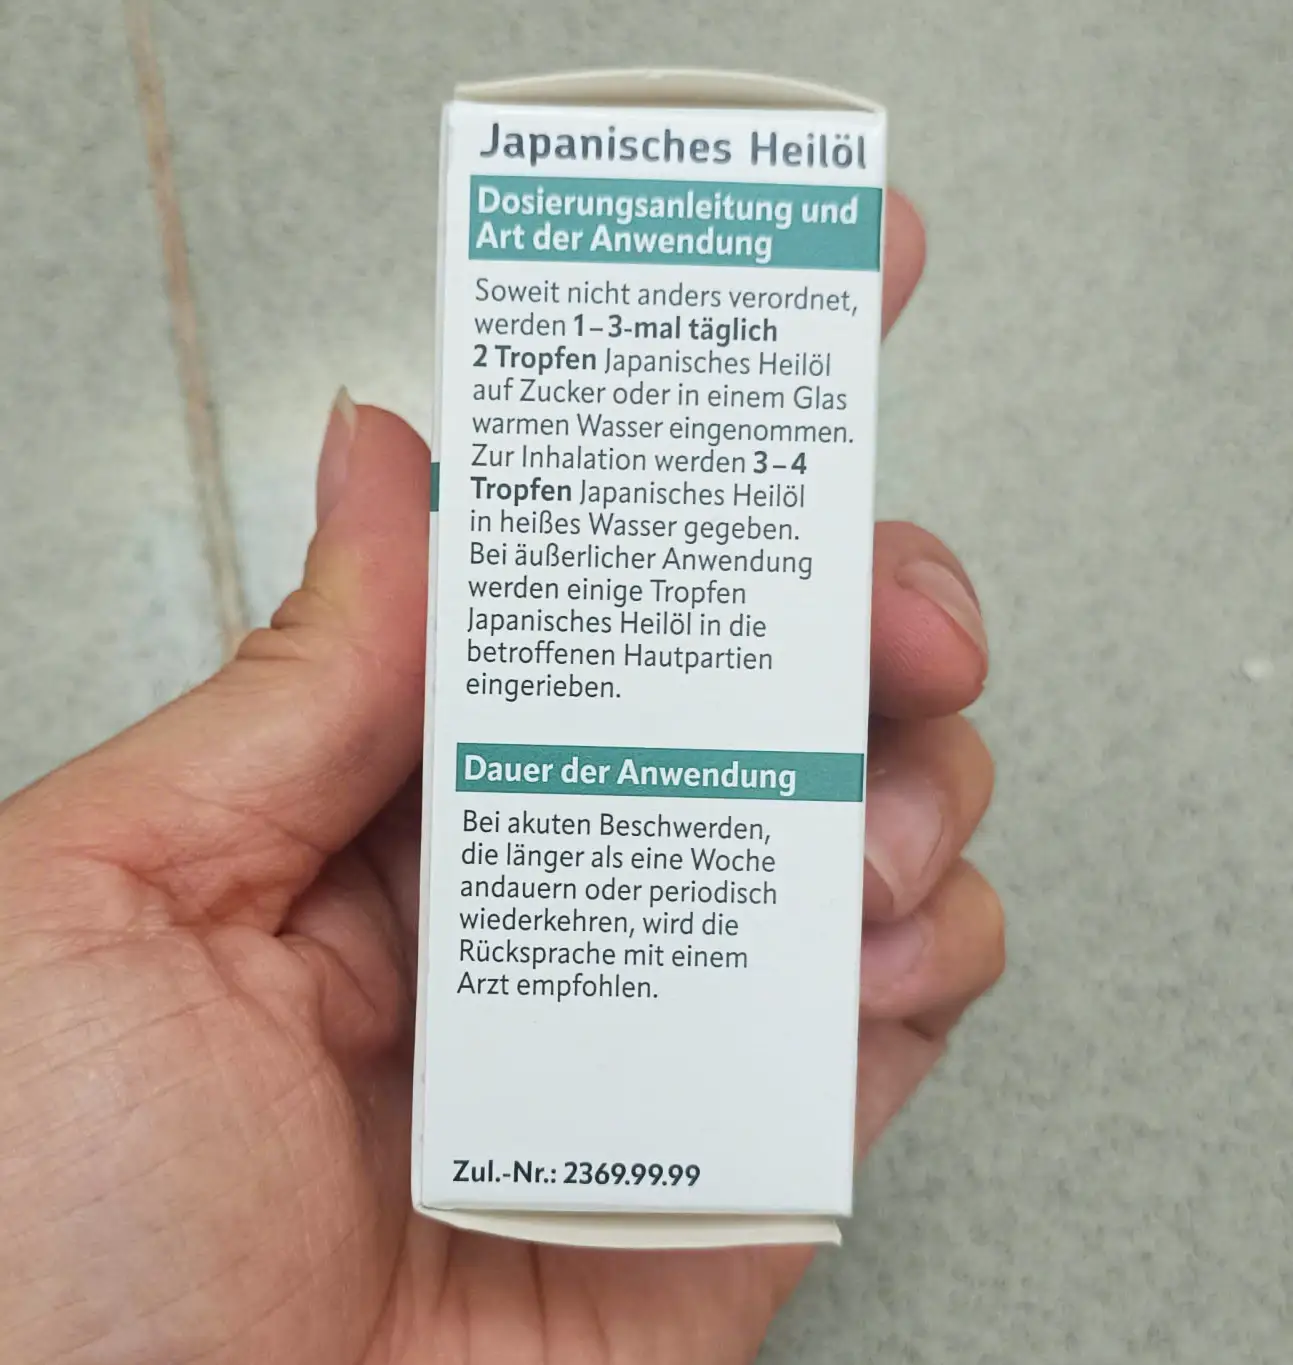 Japanisches Heilöl
Dosierungsanleitung und
Art der Anwendung
Soweit nicht anders verordnet,
werden 1–3-mal täglich
2 Tropfen Japanisches Heilöl
auf Zucker oder in einem Glas
warmen Wasser eingenommen.
Zur Inhalation werden 3–4
Tropfen Japanisches Heilöl
in heißes Wasser gegeben.
Bei äußerlicher Anwendung
werden einige Tropfen
Japanisches Heilöl in die
betroffenen Hautpartien
eingerieben.
Dauer der Anwendung
Bei akuten Beschwerden,
die länger als eine Woche
andauern oder periodisch
wiederkehren, wird die
Rücksprache mit einem
Arzt empfohlen.
Zul.-Nr.: 2369.99.99